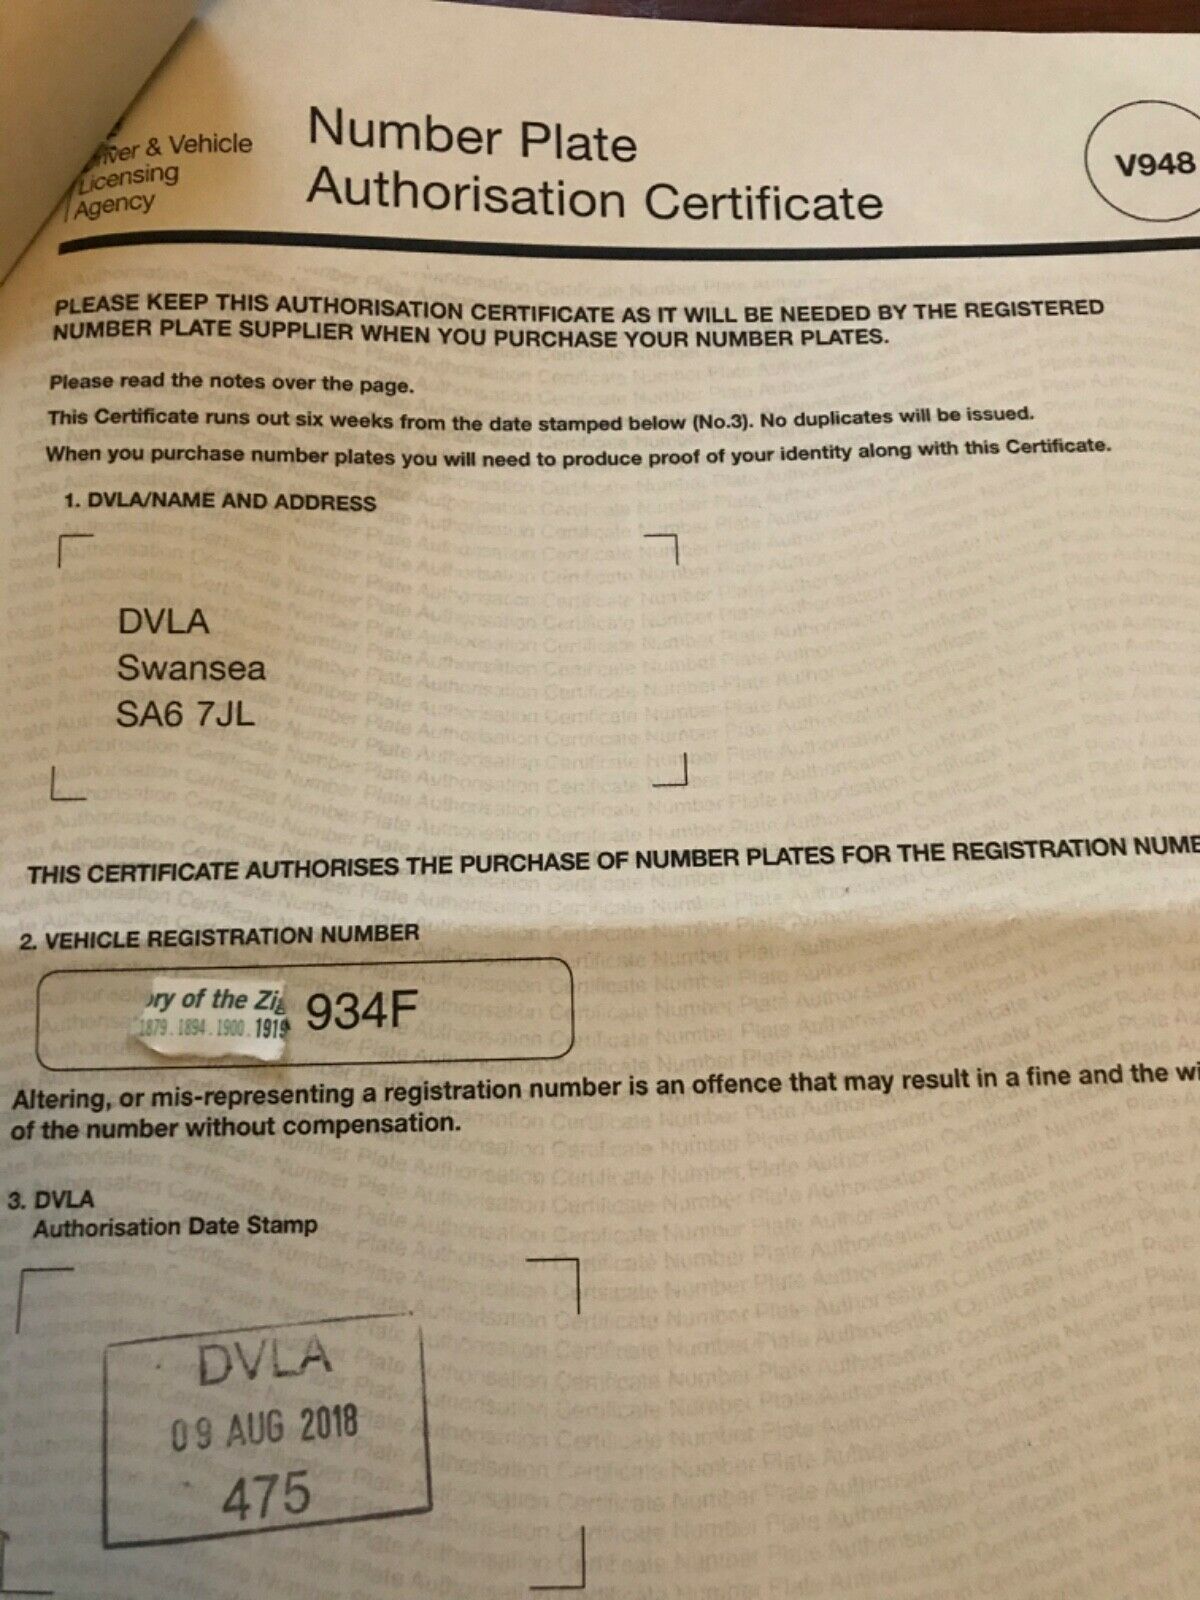 & Vehicle
Licensing
Agency
Number Plate
Authorisation Certificate
V948
PLEASE KEEP THIS AUTHORISATION CERTIFICATE AS IT WILL BE NEEDED BY THE REGISTERED
NUMBER PLATE SUPPLIER WHEN YOU PURCHASE YOUR NUMBER PLATES.
Please read the notes over the page.
This Certificate runs out six weeks from the date stamped below (No.3). No duplicates will be issued.
When you purchase number plates you will need to produce proof of your identity along with this Certificate.
1. DVLA/NAME AND ADDRESS
DVLA
Swansea
SA6 7JL
THIS CERTIFICATE AUTHORISES THE PURCHASE OF NUMBER PLATES FOR THE REGISTRATION NUMB
2. VEHICLE REGISTRATION NUMBER
ory of the Zi
1879 . 1894 . 1900 . 1919
934F
Altering, or mis-representing a registration number is an offence that may result in a fine and the wi
of the number without compensation.
3. DVLA
Authorisation Date Stamp
DVLA
09 AUG 2018
475